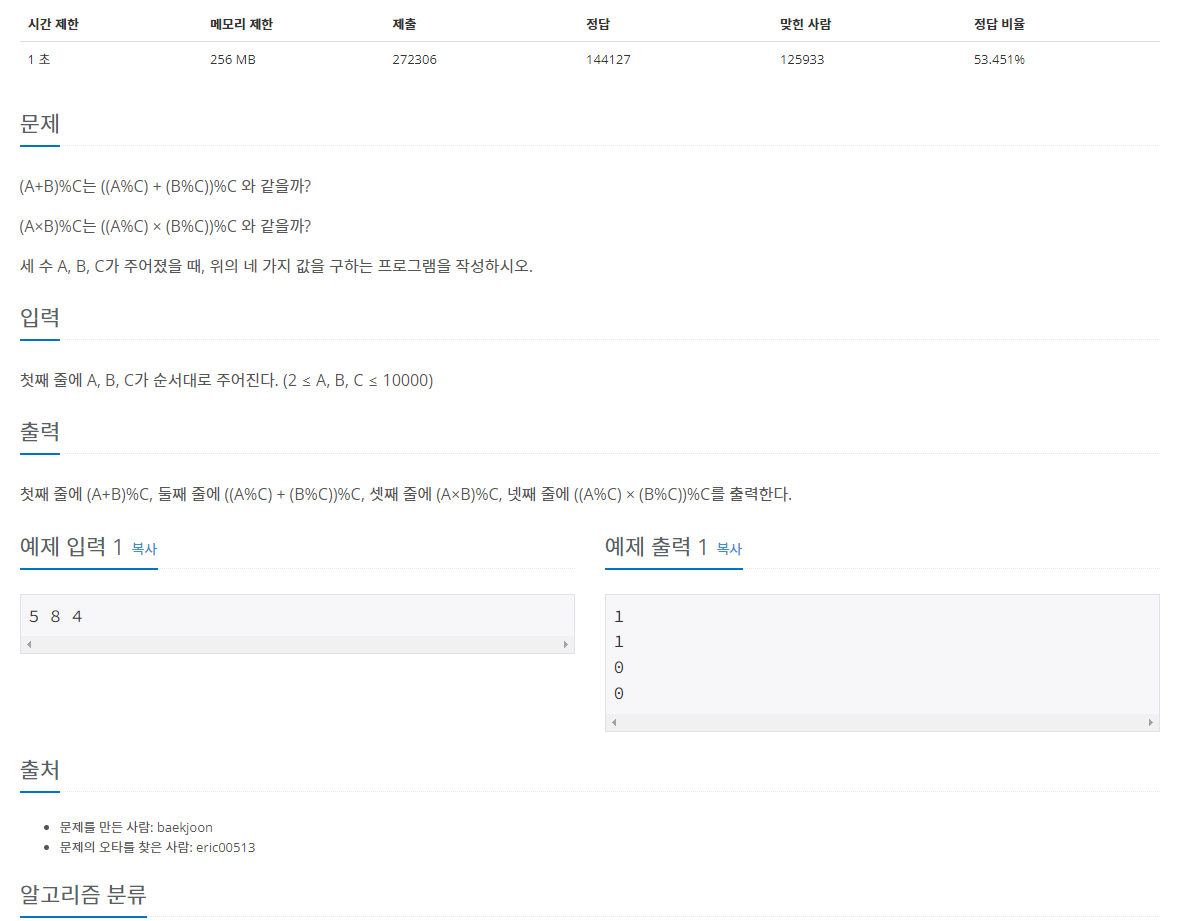 시간 제한 메모리 제한 제출 정답 맞힌 사람 정답 비율
1 초 256 MB 272306 144127 125933 53.451%
문제
(A+B)%C는 ((A%C) + (B%C))%C 와 같을까?
(A×B)%C는 ((A%C) × (B%C))%C 와 같을까?
세 수 A, B, C가 주어졌을 때, 위의 네 가지 값을 구하는 프로그램을 작성하시오.
입력
첫째 줄에 A, B, C가 순서대로 주어진다. (2 ≤ A, B, C ≤ 10000)
출력
첫째 줄에 (A+B)%C, 둘째 줄에 ((A%C) + (B%C))%C, 셋째 줄에 (A×B)%C, 넷째 줄에 ((A%C) × (B%C))%C를 출력한다.
예제 입력 1 복사
5 8 4
예제 출력 1 복사
1
1
0
0
출처
문제를 만든 사람: baekjoon
문제의 오타를 찾은 사람: eric00513
알고리즘 분류